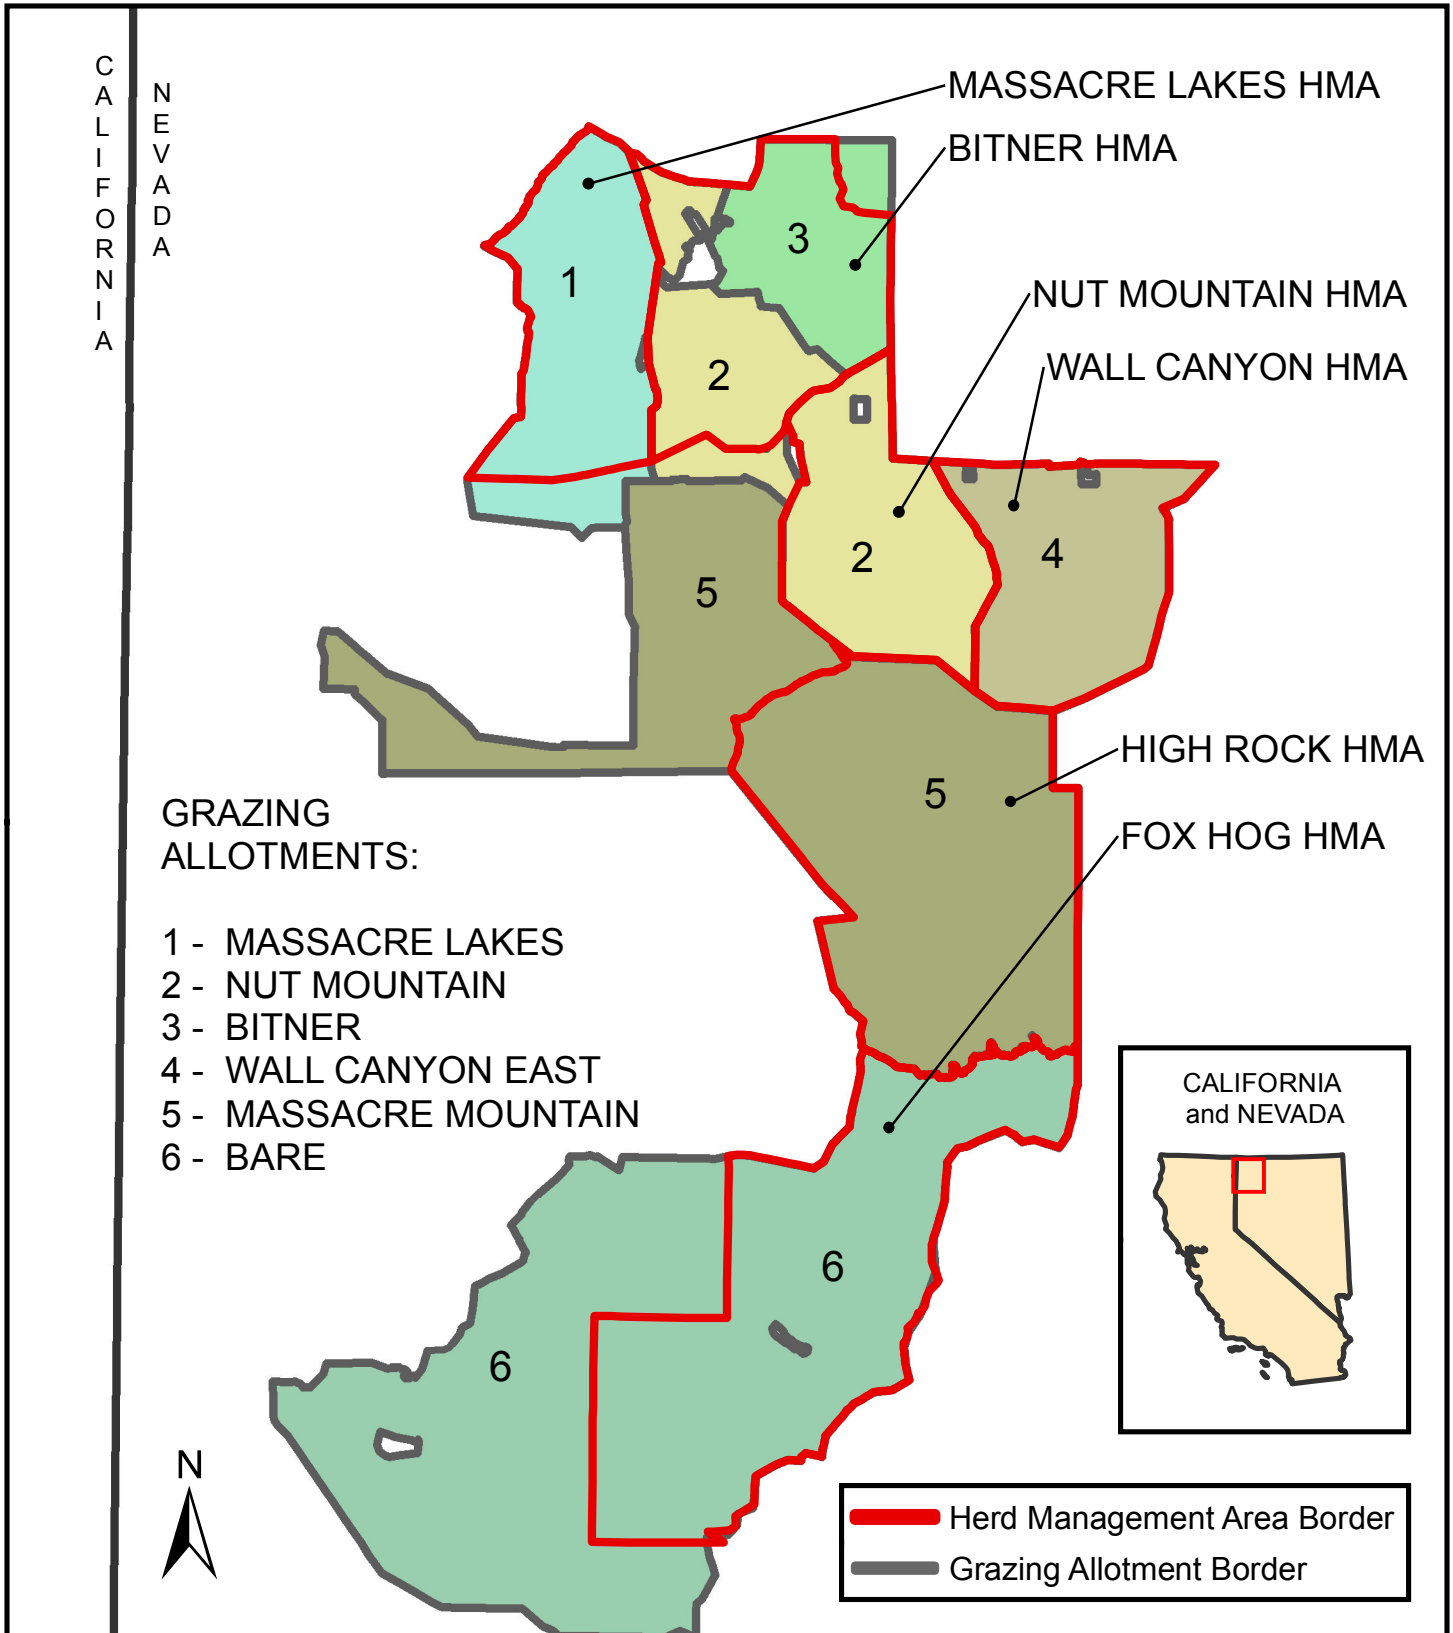 CALIFORNIA
NEVADA
MASSACRE LAKES HMA
BITNER HMA
NUT MOUNTAIN HMA
WALL CANYON HMA
1
3
2
2
4
5
5
HIGH ROCK HMA
FOX HOG HMA
GRAZING
ALLOTMENTS:
1 - MASSACRE LAKES
2 - NUT MOUNTAIN
3 - BITNER
4 - WALL CANYON EAST
5 - MASSACRE MOUNTAIN
6 - BARE
6
6
CALIFORNIA
and NEVADA
N
Herd Management Area Border
Grazing Allotment Border